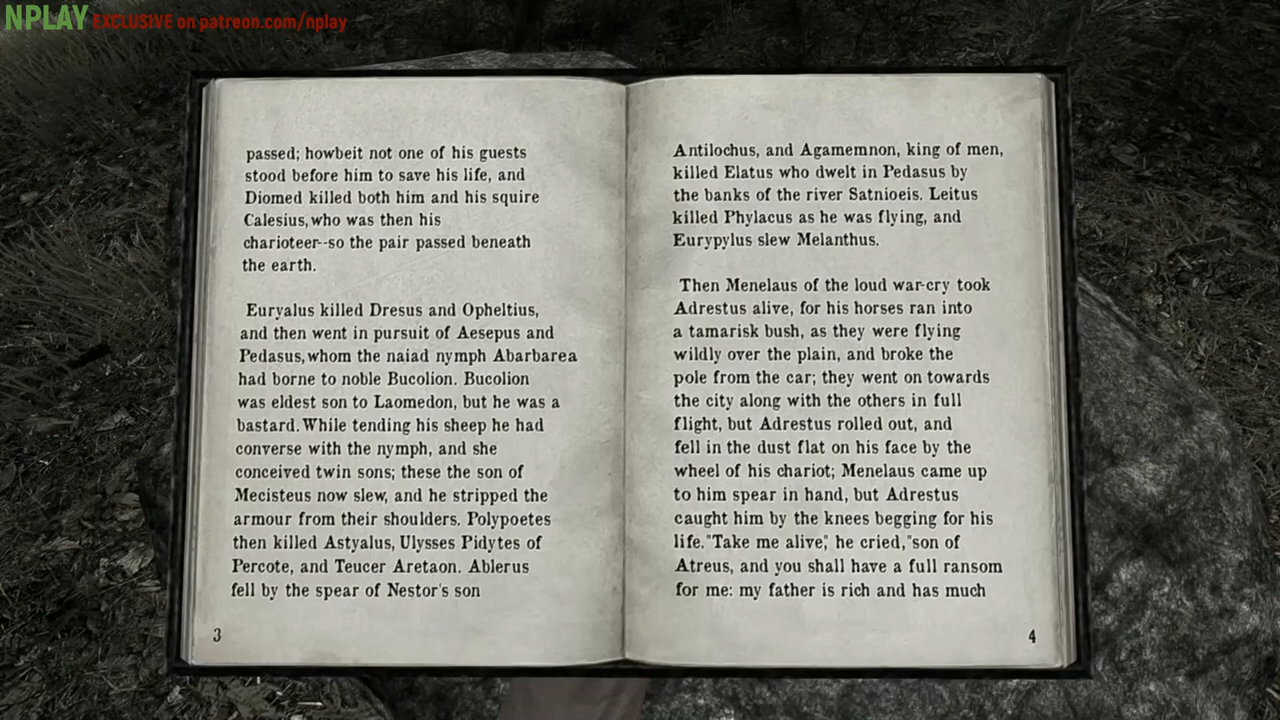 NPLAY EXCLUSIVE on patreon.com/nplay
passed; howbeit not one of his guests
stood before him to save his life, and
Diomed killed both him and his squire
Calesius, who was then his
charioteer--so the pair passed beneath
the earth.
Euryalus killed Dresus and Opheltius,
and then went in pursuit of Aesepus and
Pedasus, whom the naiad nymph Abarbarea
had borne to noble Bucolion. Bucolion
was eldest son to Laomedon, but he was a
bastard. While tending his sheep he had
converse with the nymph, and she
conceived twin sons; these the son of
Mecisteus now slew, and he stripped the
armour from their shoulders. Polypoetes
then killed Astyalus, Ulysses Pidytes of
Percote, and Teucer Aretaon. Ablerus
fell by the spear of Nestor's son
3
Antilochus, and Agamemnon, king of men,
killed Elatus who dwelt in Pedasus by
the banks of the river Satnioeis. Leitus
killed Phylacus as he was flying, and
Eurypylus slew Melanthus.
Then Menelaus of the loud war-cry took
Adrestus alive, for his horses ran into
a tamarisk bush, as they were flying
wildly over the plain, and broke the
pole from the car; they went on towards
the city along with the others in full
flight, but Adrestus rolled out, and
fell in the dust flat on his face by the
wheel of his chariot; Menelaus came up
to him spear in hand, but Adrestus
caught him by the knees begging for his
life. "Take me alive," he cried, "son of
Atreus, and you shall have a full ransom
for me: my father is rich and has much
4